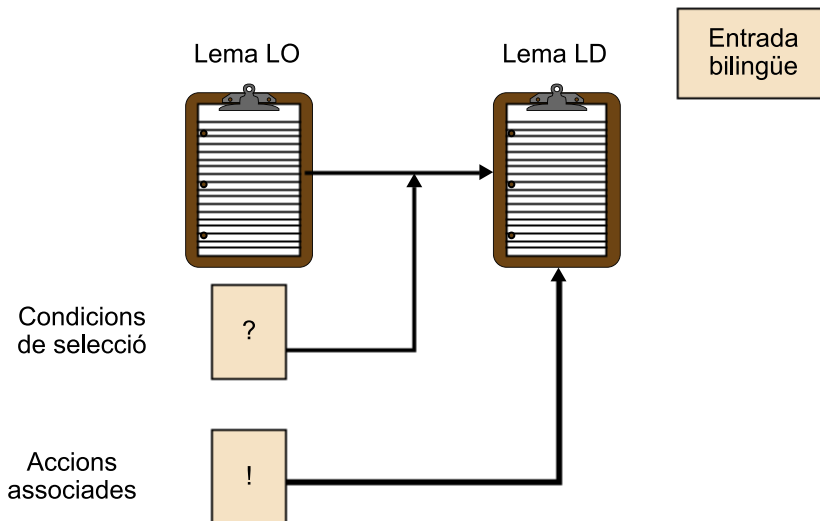 Lema LO
Lema LD
Entrada
bilingüe
Condicions
de selecció
?
Accions
associades
!